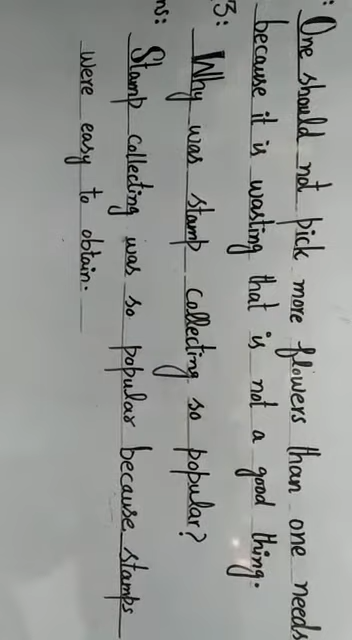 : One should not pick more flowers than one needs
because it is wasting that is not a good thing.
3: Why was stamp collecting so popular?
ns: Stamp collecting was so popular because stamps
were easy to obtain.